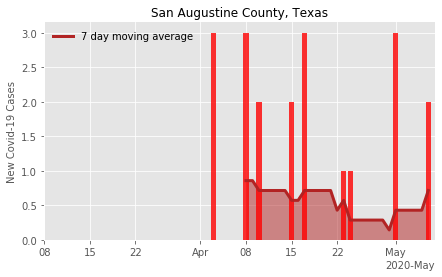 San Augustine County, Texas
7 day moving average
New Covid-19 Cases
3.0
2.5
2.0
1.5
1.0
0.5
0.0
08 15 22 Apr 08 15 22 May
2020-May